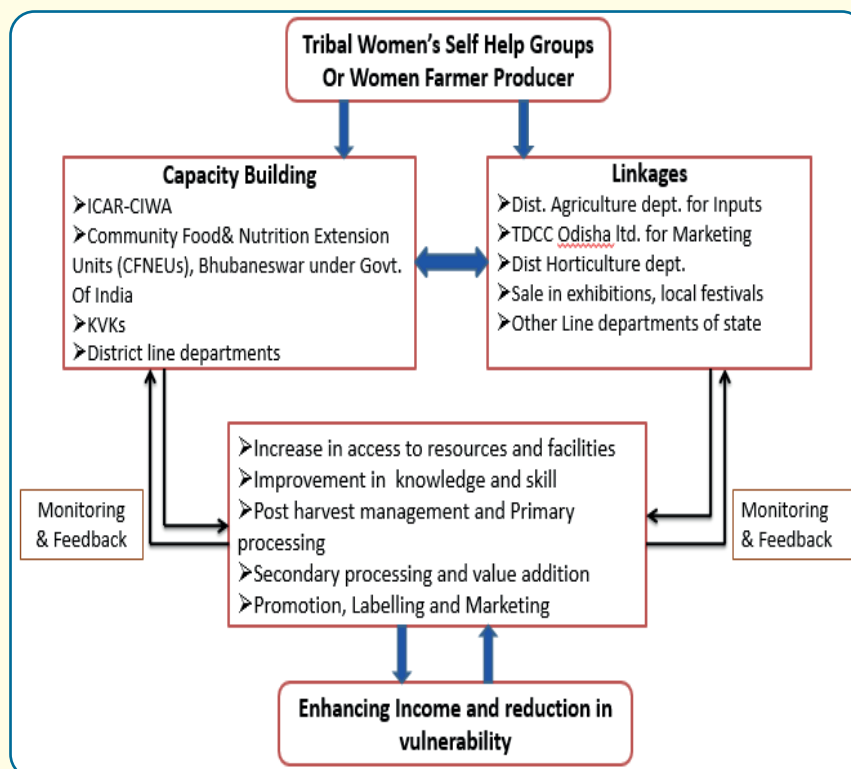 Tribal Women's Self Help Groups
Or Women Farmer Producer
Capacity Building
➢ICAR-CIWA
➢Community Food& Nutrition Extension
Units (CFNEUs), Bhubaneswar under Govt.
Of India
➢KVKs
➢District line departments
Linkages
➢Dist. Agriculture dept. for Inputs
➢TDCC Odisha ltd. for Marketing
➢Dist Horticulture dept.
➢Sale in exhibitions, local festivals
➢Other Line departments of state
Monitoring
& Feedback
➢Increase in access to resources and facilities
➢Improvement in knowledge and skill
➢Post harvest management and Primary
processing
➢Secondary processing and value addition
➢Promotion, Labelling and Marketing
Monitoring
& Feedback
Enhancing Income and reduction in
vulnerability